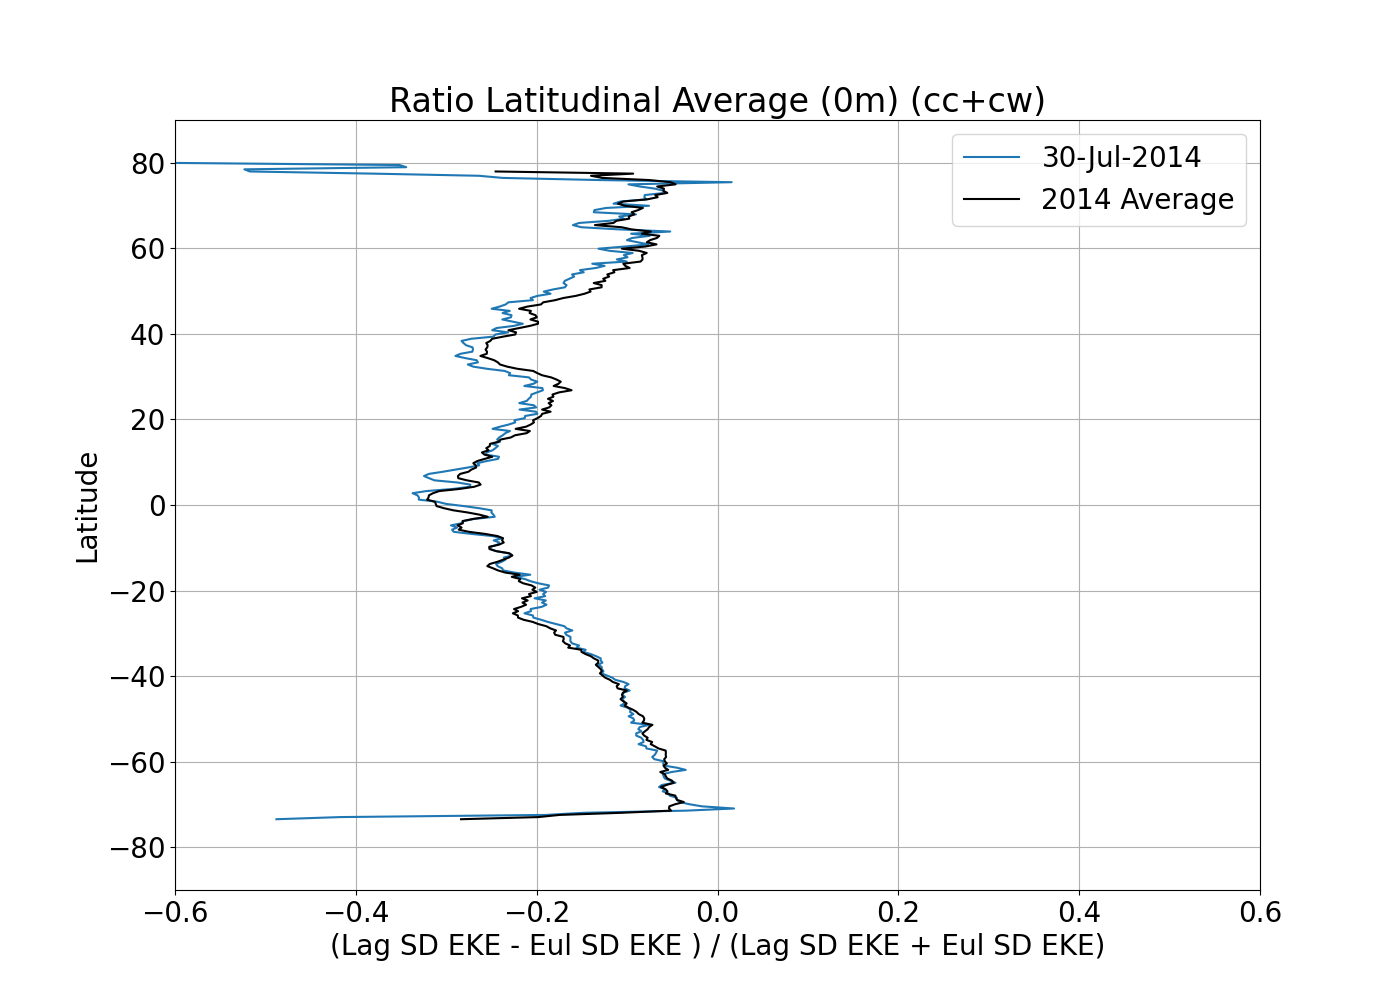 Ratio Latitudinal Average (0m) (cc+cw)
30-Jul-2014
2014 Average
80
60
40
20
0
−20
−40
−60
−80
Latitude
−0.6 −0.4 −0.2 0.0 0.2 0.4 0.6
(Lag SD EKE - Eul SD EKE ) / (Lag SD EKE + Eul SD EKE)